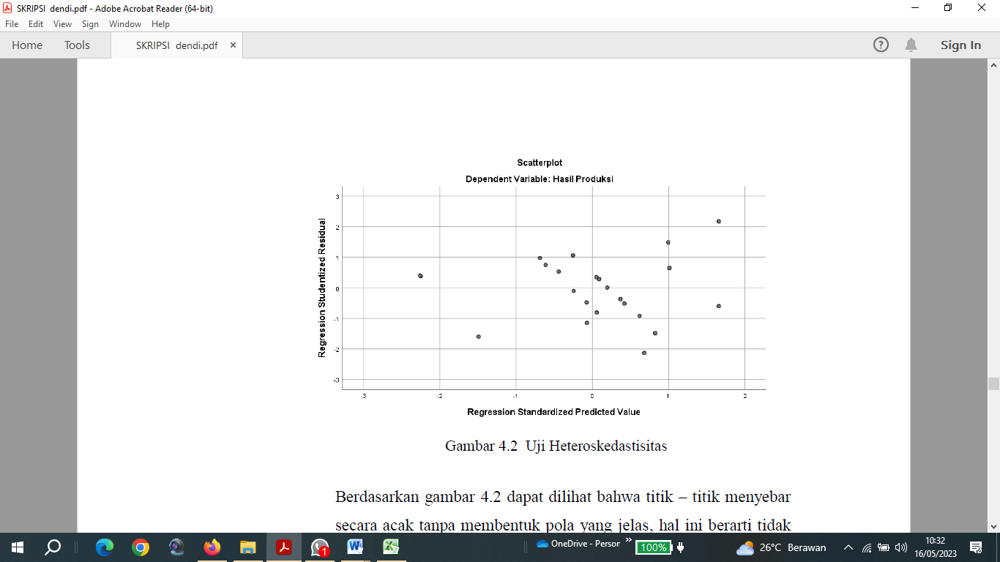 SKRIPSI dendi.pdf - Adobe Acrobat Reader (64-bit)
File Edit View Sign Window Help
Home Tools SKRIPSI dendi.pdf × ? Sign In
Scatterplot
Dependent Variable: Hasil Produksi
Regression Studentized Residual
3
2
1
0
-1
-2
-3
-3 -2 -1 0 1 2
Regression Standardized Predicted Value
Gambar 4.2 Uji Heteroskedastisitas
Berdasarkan gambar 4.2 dapat dilihat bahwa titik – titik menyebar
secara acak tanpa membentuk pola yang jelas, hal ini berarti tidak
1 OneDrive - Person » 100% 26°C Berawan 10:32
16/05/2023